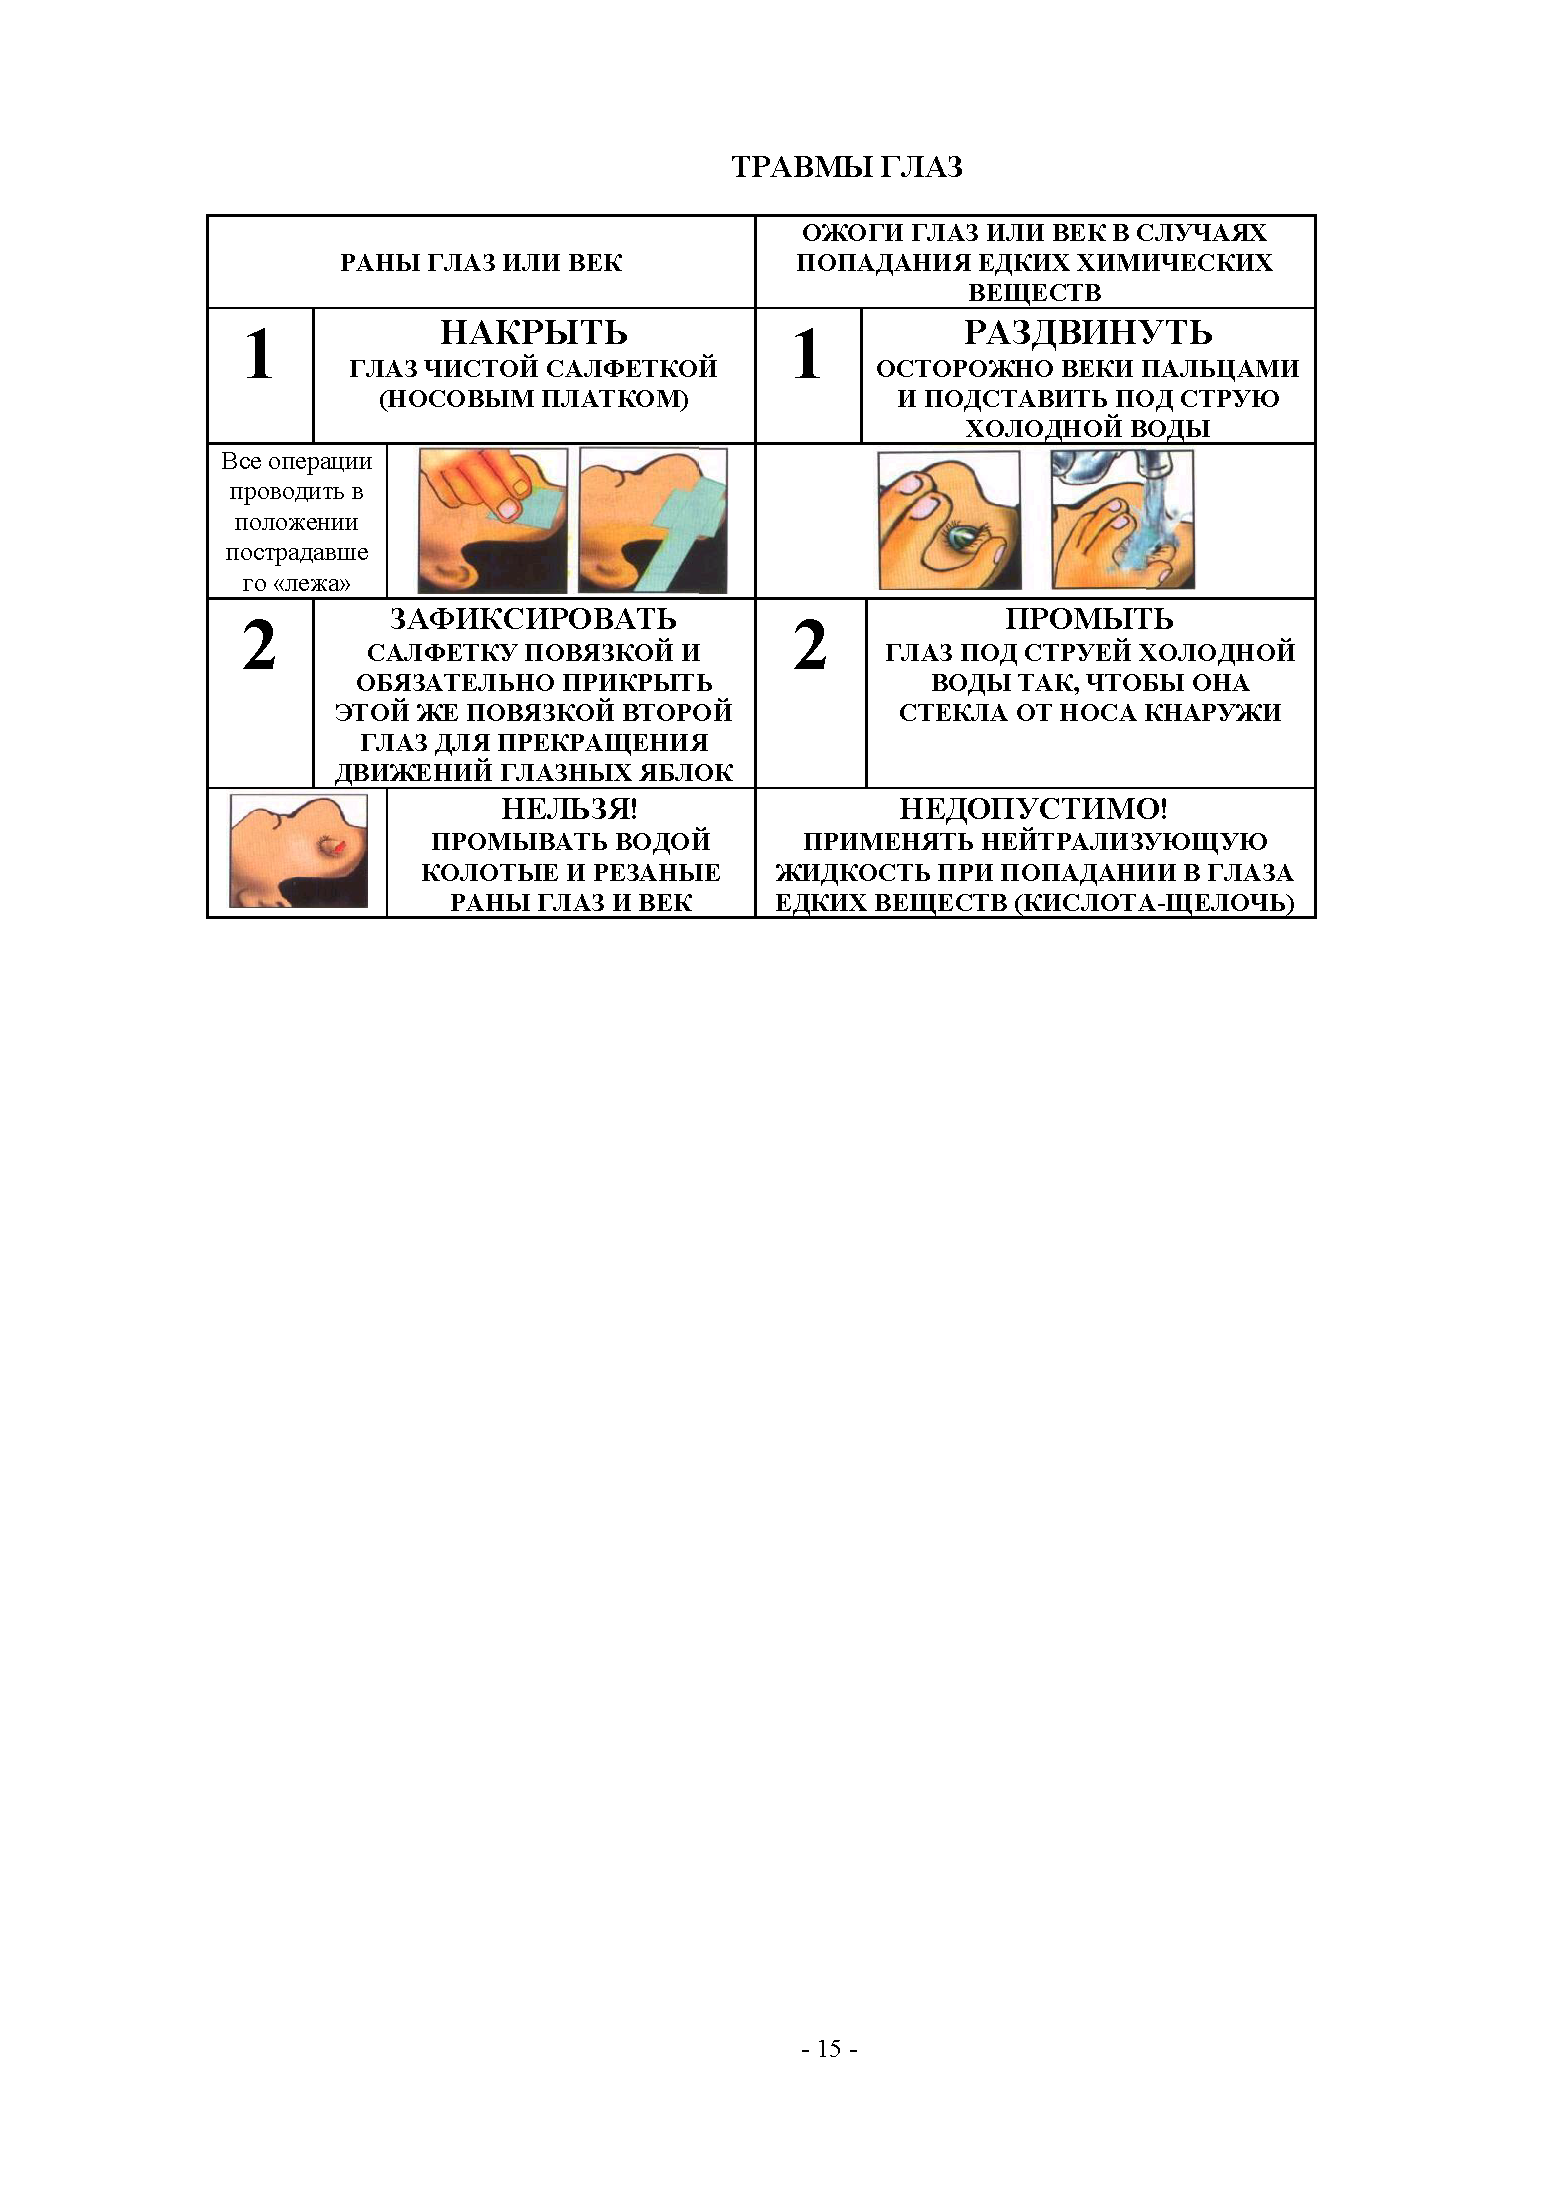 ТРАВМЫ ГЛАЗ
РАНЫ ГЛАЗ ИЛИ ВЕК
ОЖОГИ ГЛАЗ ИЛИ ВЕК В СЛУЧАЯХ
ПОПАДАНИЯ ЕДКИХ ХИМИЧЕСКИХ
ВЕЩЕСТВ
1
НАКРЫТЬ
ГЛАЗ ЧИСТОЙ САЛФЕТКОЙ
(НОСОВЫМ ПЛАТКОМ)
1
РАЗДВИНУТЬ
ОСТОРОЖНО ВЕКИ ПАЛЬЦАМИ
И ПОДСТАВИТЬ ПОД СТРУЮ
ХОЛОДНОЙ ВОДЫ
Все операции
проводить в
положении
пострадавше
го «лежа»
2
ЗАФИКСИРОВАТЬ
САЛФЕТКУ ПОВЯЗКОЙ И
ОБЯЗАТЕЛЬНО ПРИКРЫТЬ
ЭТОЙ ЖЕ ПОВЯЗКОЙ ВТОРОЙ
ГЛАЗ ДЛЯ ПРЕКРАЩЕНИЯ
ДВИЖЕНИЙ ГЛАЗНЫХ ЯБЛОК
2
ПРОМЫТЬ
ГЛАЗ ПОД СТРУЕЙ ХОЛОДНОЙ
ВОДЫ ТАК, ЧТОБЫ ОНА
СТЕКЛА ОТ НОСА КНАРУЖИ
НЕЛЬЗЯ!
ПРОМЫВАТЬ ВОДОЙ
КОЛОТЫЕ И РЕЗАНЫЕ
РАНЫ ГЛАЗ И ВЕК
НЕДОПУСТИМО!
ПРИМЕНЯТЬ НЕЙТРАЛИЗУЮЩУЮ
ЖИДКОСТЬ ПРИ ПОПАДАНИИ В ГЛАЗА
ЕДКИХ ВЕЩЕСТВ (КИСЛОТА-ЩЕЛОЧЬ)
- 15 -